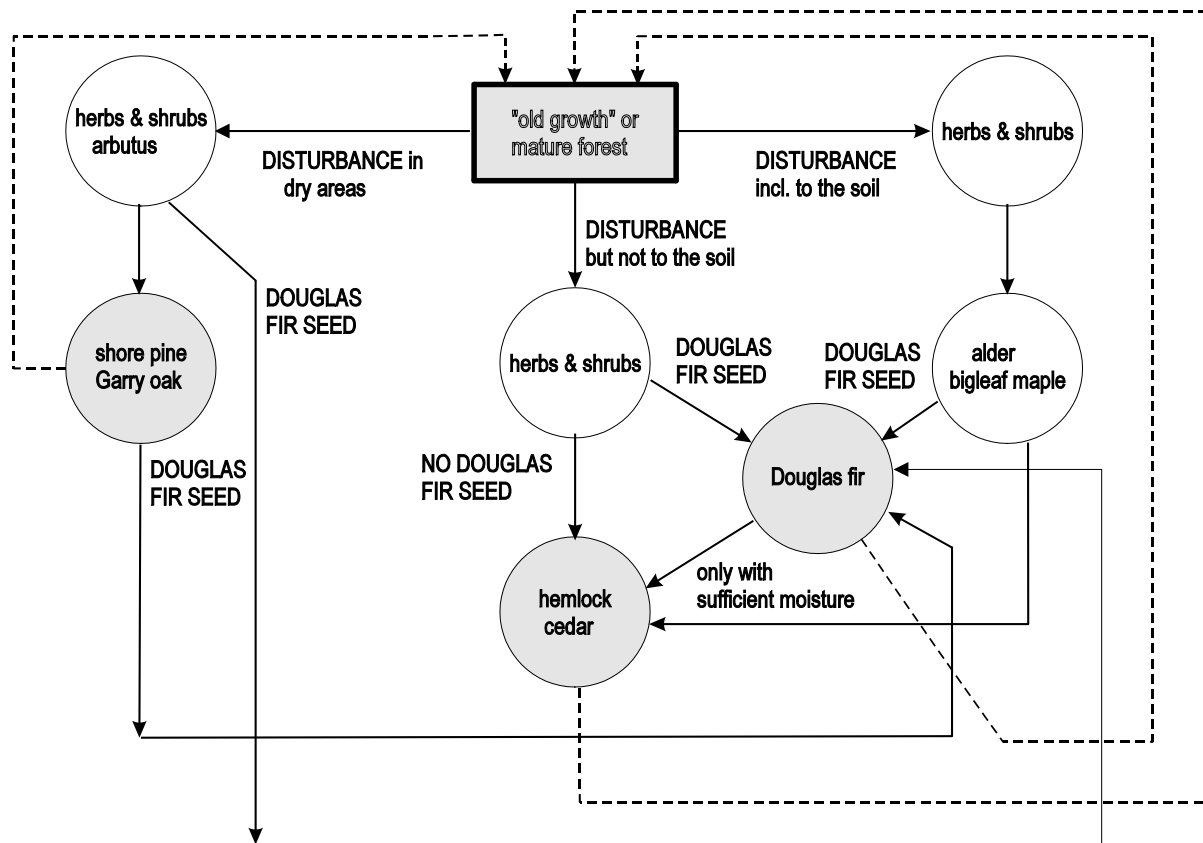 herbs & shrubs
arbutus
"old growth" or
mature forest
herbs & shrubs
DISTURBANCE in
dry areas
DISTURBANCE
incl. to the soil
DISTURBANCE
but not to the soil
DOUGLAS
FIR SEED
shore pine
Garry oak
herbs & shrubs
DOUGLAS
FIR SEED
DOUGLAS
FIR SEED
alder
bigleaf maple
DOUGLAS
FIR SEED
NO DOUGLAS
FIR SEED
Douglas fir
hemlock
cedar
only with
sufficient moisture